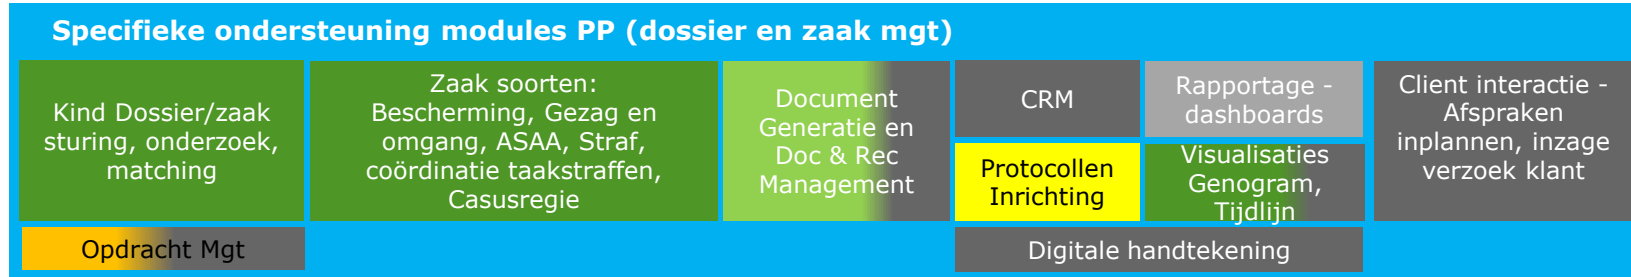 Specifieke ondersteuning modules PP (dossier en zaak mgt)
Kind Dossier/zaak
sturing, onderzoek,
matching
Zaak soorten:
Bescherming, Gezag en
omgang, ASAA, Straf,
coördinatie taakstraffen,
Casusregie
Document
Generatie en
Doc & Rec
Management
CRM
Protocollen
Inrichting
Rapportage -
dashboards
Visualisaties
Genogram,
Tijdlijn
Client interactie -
Afspraken
inplannen, inzage
verzoek klant
Opdracht Mgt
Digitale handtekening